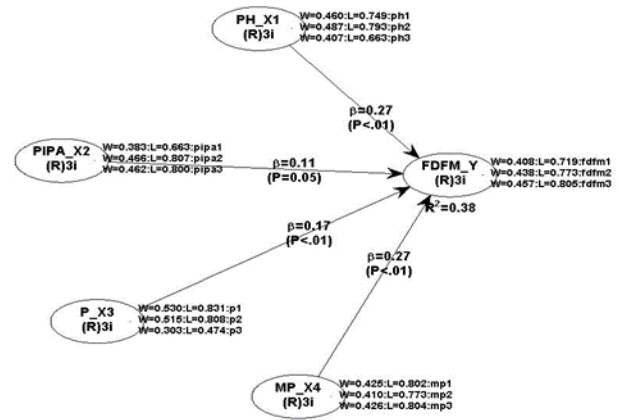 PH_X1
(R)3i
W=0.460:L=0.749:ph1
W=0.487:L=0.793:ph2
W=0.407:L=0.663:ph3
β=0.27
(P<.01)
PIPA_X2
(R)3i
W=0.383:L=0.663:pipa1
W=0.466:L=0.807:pipa2
W=0.462:L=0.800:pipa3
β=0.11
(P=0.05)
FDFM_Y
(R)3i
W=0.408:L=0.719:fdfm1
W=0.438:L=0.773:fdfm2
W=0.457:L=0.805:fdfm3
R²=0.38
β=0.17
(P<.01)
β=0.27
(P<.01)
P_X3
(R)3i
W=0.530:L=0.831:p1
W=0.515:L=0.808:p2
W=0.303:L=0.474:p3
MP_X4
(R)3i
W=0.425:L=0.802:mp1
W=0.410:L=0.773:mp2
W=0.426:L=0.804:mp3